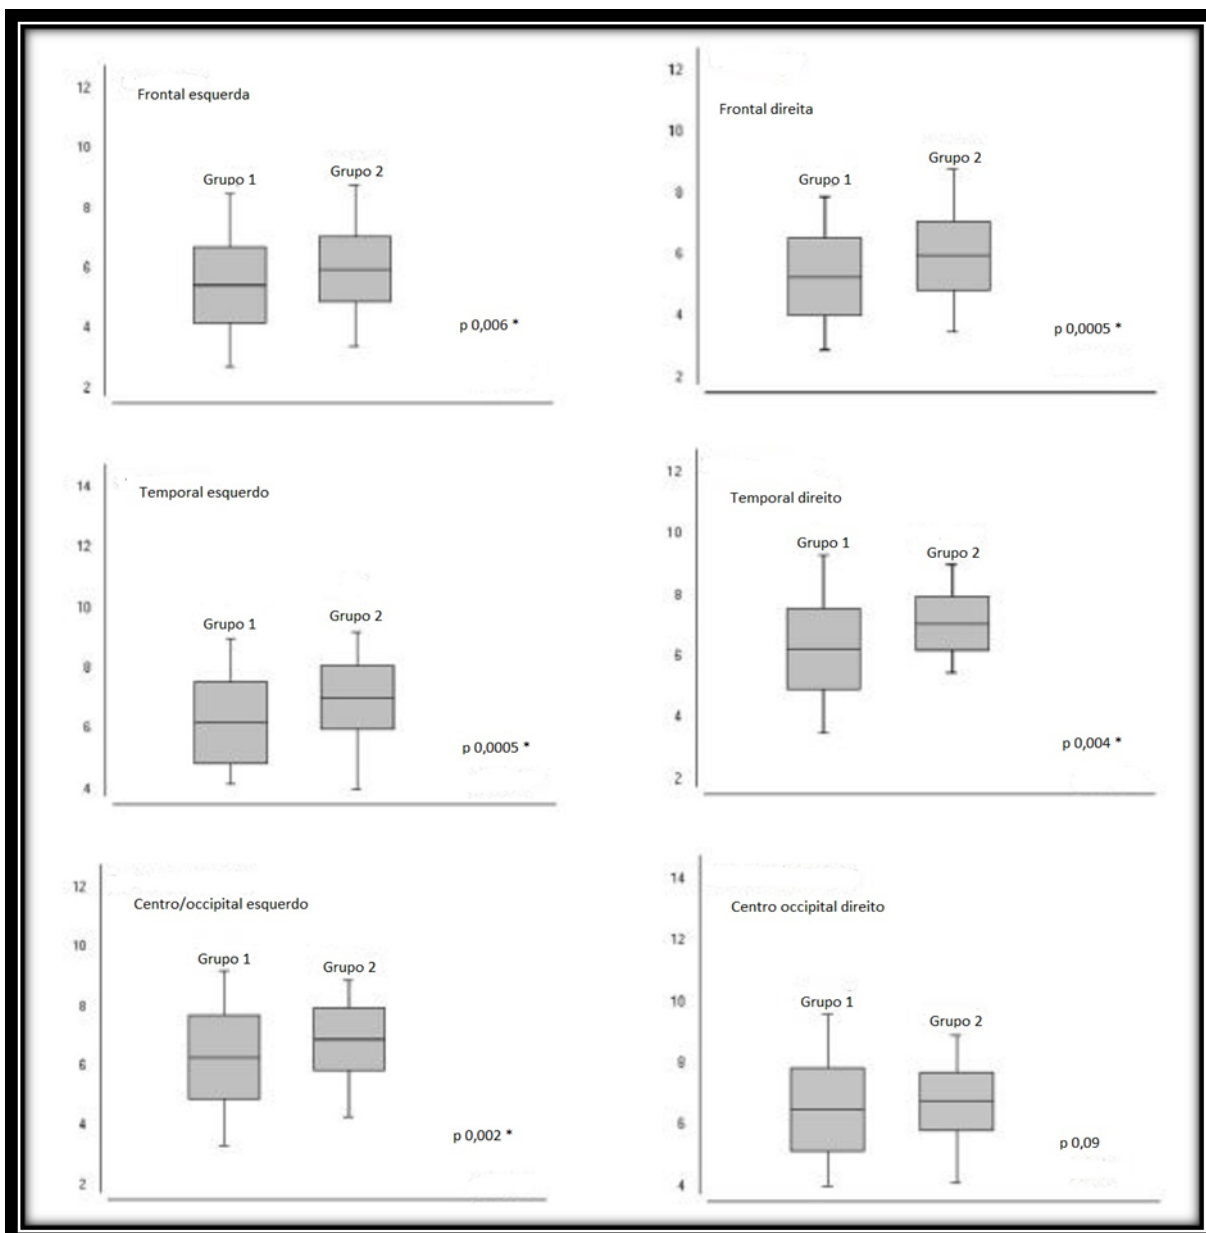 Frontal esquerda
12
10
8
6
4
2
Grupo 1
Grupo 2
p 0,006 *
Frontal direita
12
10
8
6
4
2
Grupo 1
Grupo 2
p 0,0005 *
Temporal esquerdo
14
12
10
8
6
4
Grupo 1
Grupo 2
p 0,0005 *
Temporal direito
12
10
8
6
4
2
Grupo 1
Grupo 2
p 0,004 *
Centro/occipital esquerdo
12
10
8
6
4
2
Grupo 1
Grupo 2
p 0,002 *
Centro occipital direito
14
12
10
8
6
4
Grupo 1
Grupo 2
p 0,09